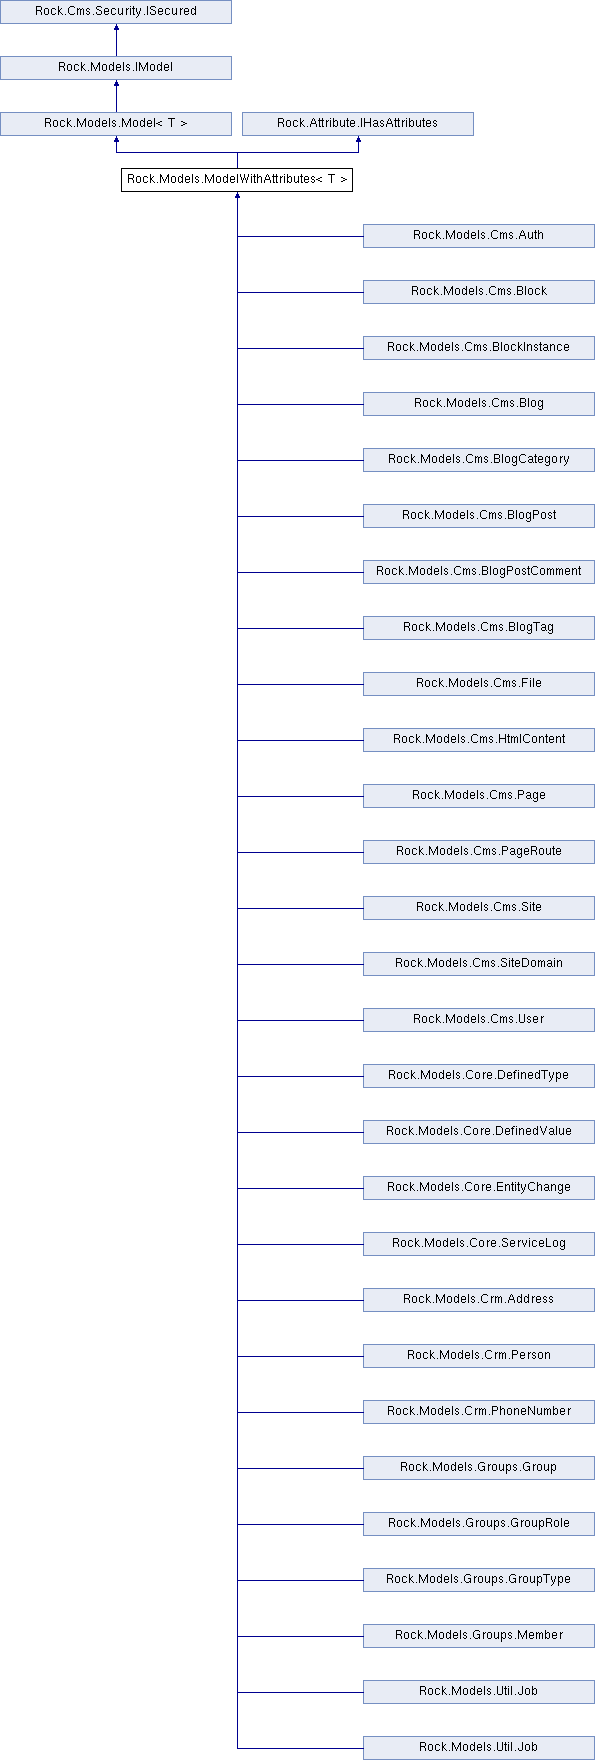 Rock.Cms.Security.ISecured
Rock.Models.IModel
Rock.Models.Model< T >
Rock.Attribute.IHasAttributes
Rock.Models.ModelWithAttributes< T >
Rock.Models.Cms.Auth
Rock.Models.Cms.Block
Rock.Models.Cms.BlockInstance
Rock.Models.Cms.Blog
Rock.Models.Cms.BlogCategory
Rock.Models.Cms.BlogPost
Rock.Models.Cms.BlogPostComment
Rock.Models.Cms.BlogTag
Rock.Models.Cms.File
Rock.Models.Cms.HtmlContent
Rock.Models.Cms.Page
Rock.Models.Cms.PageRoute
Rock.Models.Cms.Site
Rock.Models.Cms.SiteDomain
Rock.Models.Cms.User
Rock.Models.Core.DefinedType
Rock.Models.Core.DefinedValue
Rock.Models.Core.EntityChange
Rock.Models.Core.ServiceLog
Rock.Models.Crm.Address
Rock.Models.Crm.Person
Rock.Models.Crm.PhoneNumber
Rock.Models.Groups.Group
Rock.Models.Groups.GroupRole
Rock.Models.Groups.GroupType
Rock.Models.Groups.Member
Rock.Models.Util.Job
Rock.Models.Util.Job